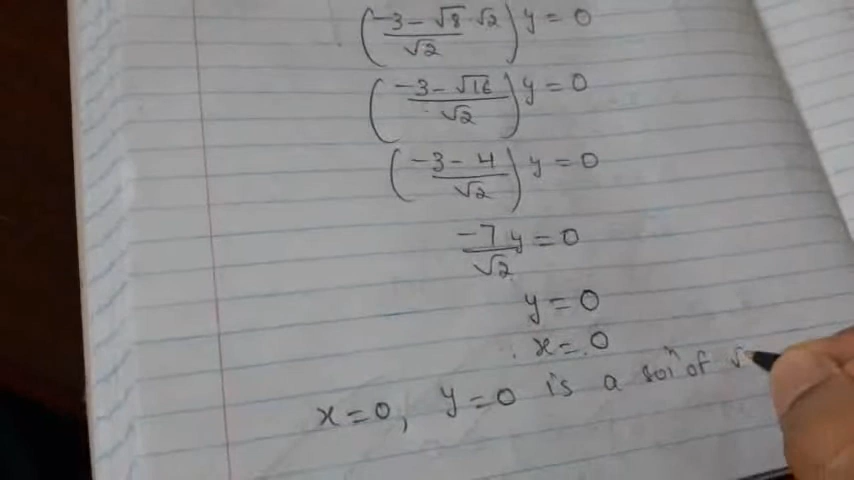 (-3-√8·√2/√2)y=0
(-3-√16/√2)y=0
(-3-4/√2)y=0
-7y/√2=0
y=0
x=0
x=0, y=0 is a solⁿ of √